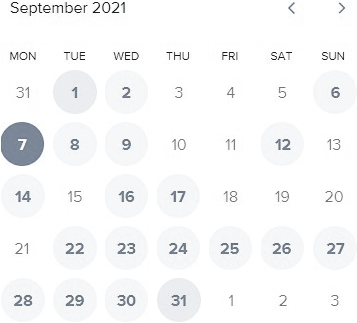 September 2021
MON TUE WED THU FRI SAT SUN
31 1 2 3 4 5 6
7 8 9 10 11 12 13
14 15 16 17 18 19 20
21 22 23 24 25 26 27
28 29 30 31 1 2 3